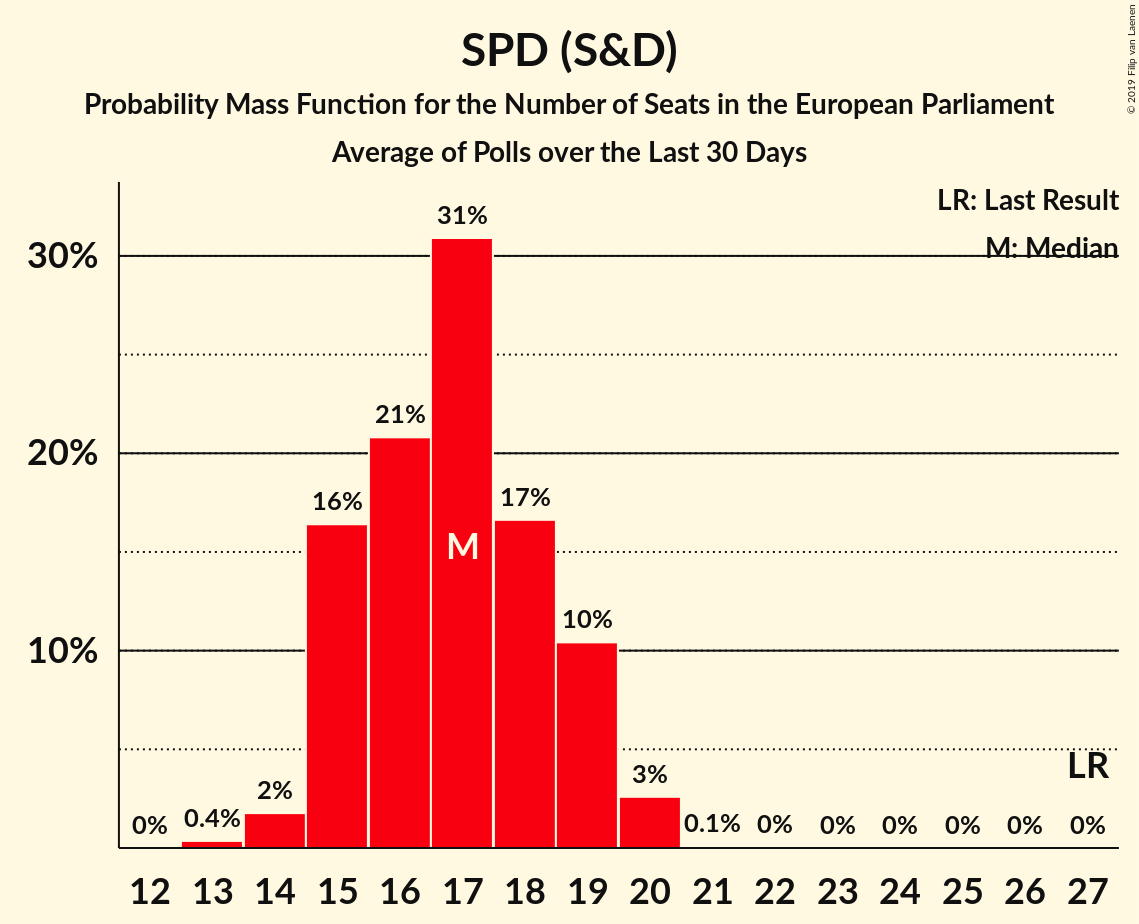 SPD (S&D)
Probability Mass Function for the Number of Seats in the European Parliament
Average of Polls over the Last 30 Days
© 2019 Filip van Laenen
LR: Last Result
M: Median
30%
20%
10%
0%
0.4%
2%
16%
21%
31%
M
17%
10%
3%
0.1%
0%
0%
0%
0%
0%
0%
LR
12 13 14 15 16 17 18 19 20 21 22 23 24 25 26 27